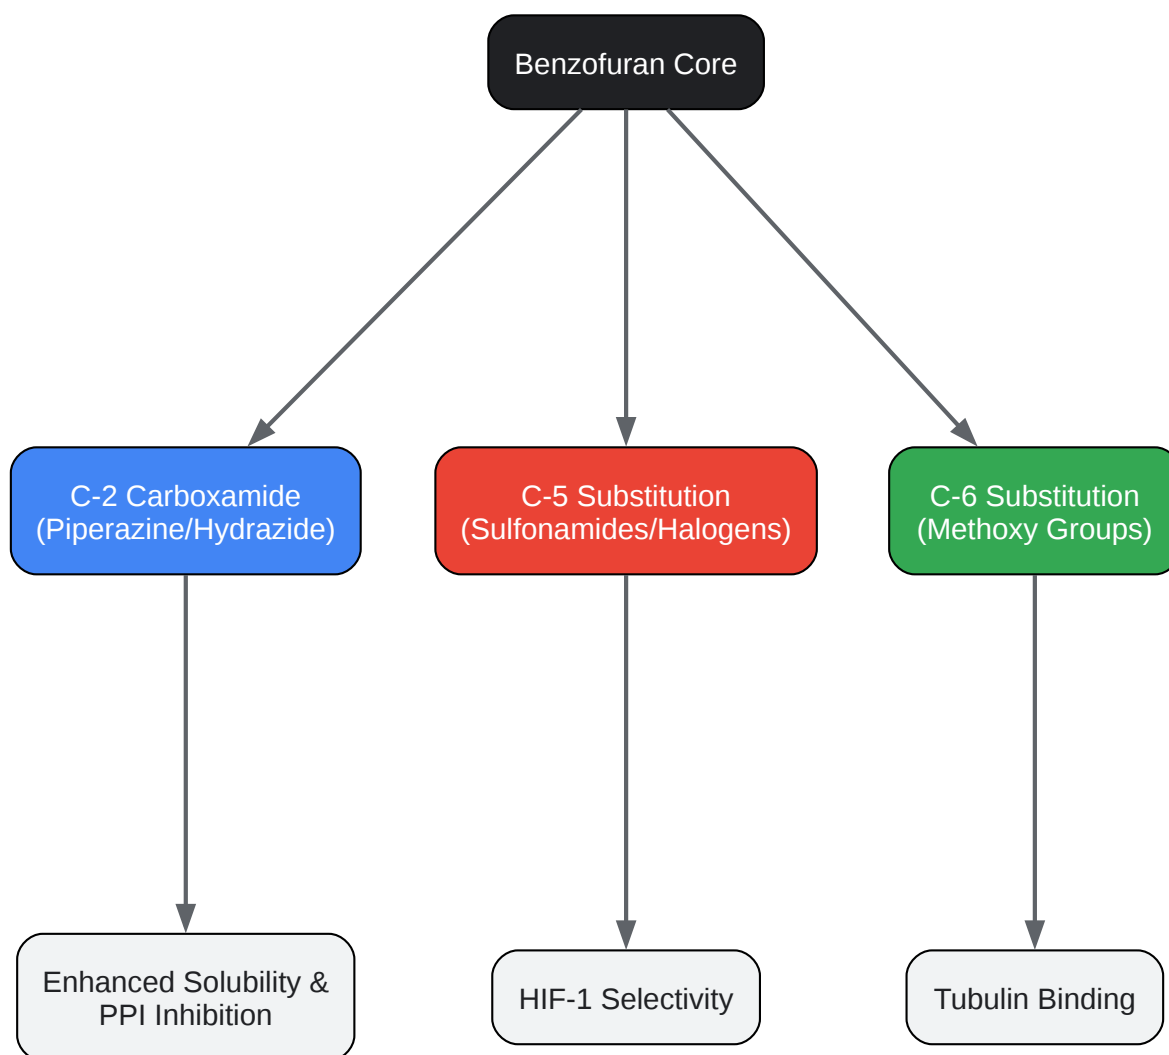 Benzofuran Core
C-2 Carboxamide
(Piperazine/Hydrazide)
C-5 Substitution
(Sulfonamides/Halogens)
C-6 Substitution
(Methoxy Groups)
Enhanced Solubility &
PPI Inhibition
HIF-1 Selectivity
Tubulin Binding